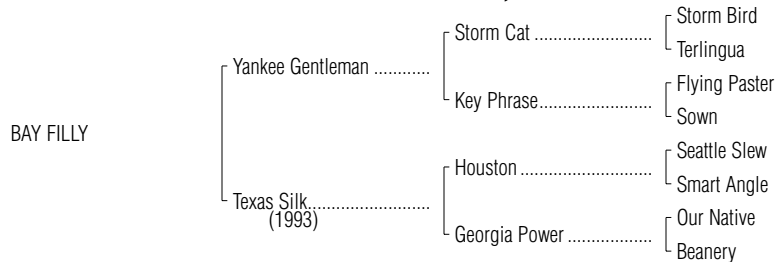 Storm Bird
Storm Cat ............................
Terlingua
Yankee Gentleman ............
Flying Paster
Key Phrase..........................
Sown
BAY FILLY
Seattle Slew
Houston ...............................
Smart Angle
Texas Silk............................
(1993)
Our Native
Georgia Power ....................
Beanery